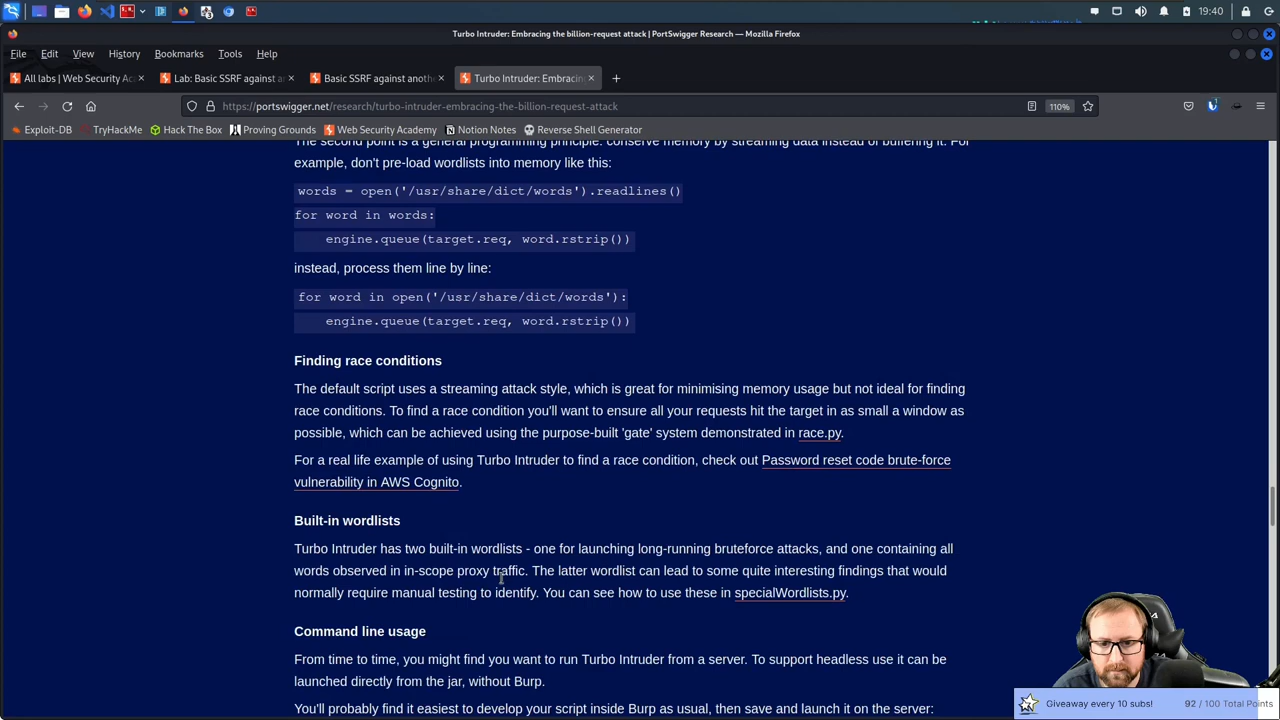 19:40
Turbo Intruder: Embracing the billion-request attack | PortSwigger Research — Mozilla Firefox
File Edit View History Bookmarks Tools Help
All labs | Web Security Ac
Lab: Basic SSRF against a
Basic SSRF against anoth
Turbo Intruder: Embracin
https://portswigger.net/research/turbo-intruder-embracing-the-billion-request-attack
110%
Exploit-DB TryHackMe Hack The Box Proving Grounds Web Security Academy Notion Notes Reverse Shell Generator
The second point is a general programming principle: conserve memory by streaming data instead of buffering it. For
example, don't pre-load wordlists into memory like this:
words = open('/usr/share/dict/words').readlines()
for word in words:
engine.queue(target.req, word.rstrip())
instead, process them line by line:
for word in open('/usr/share/dict/words'):
engine.queue(target.req, word.rstrip())
Finding race conditions
The default script uses a streaming attack style, which is great for minimising memory usage but not ideal for finding
race conditions. To find a race condition you'll want to ensure all your requests hit the target in as small a window as
possible, which can be achieved using the purpose-built 'gate' system demonstrated in race.py.
For a real life example of using Turbo Intruder to find a race condition, check out Password reset code brute-force
vulnerability in AWS Cognito.
Built-in wordlists
Turbo Intruder has two built-in wordlists - one for launching long-running bruteforce attacks, and one containing all
words observed in in-scope proxy traffic. The latter wordlist can lead to some quite interesting findings that would
normally require manual testing to identify. You can see how to use these in specialWordlists.py.
Command line usage
From time to time, you might find you want to run Turbo Intruder from a server. To support headless use it can be
launched directly from the jar, without Burp.
You'll probably find it easiest to develop your script inside Burp as usual, then save and launch it on the server:
Giveaway every 10 subs! 92 / 100 Total Points